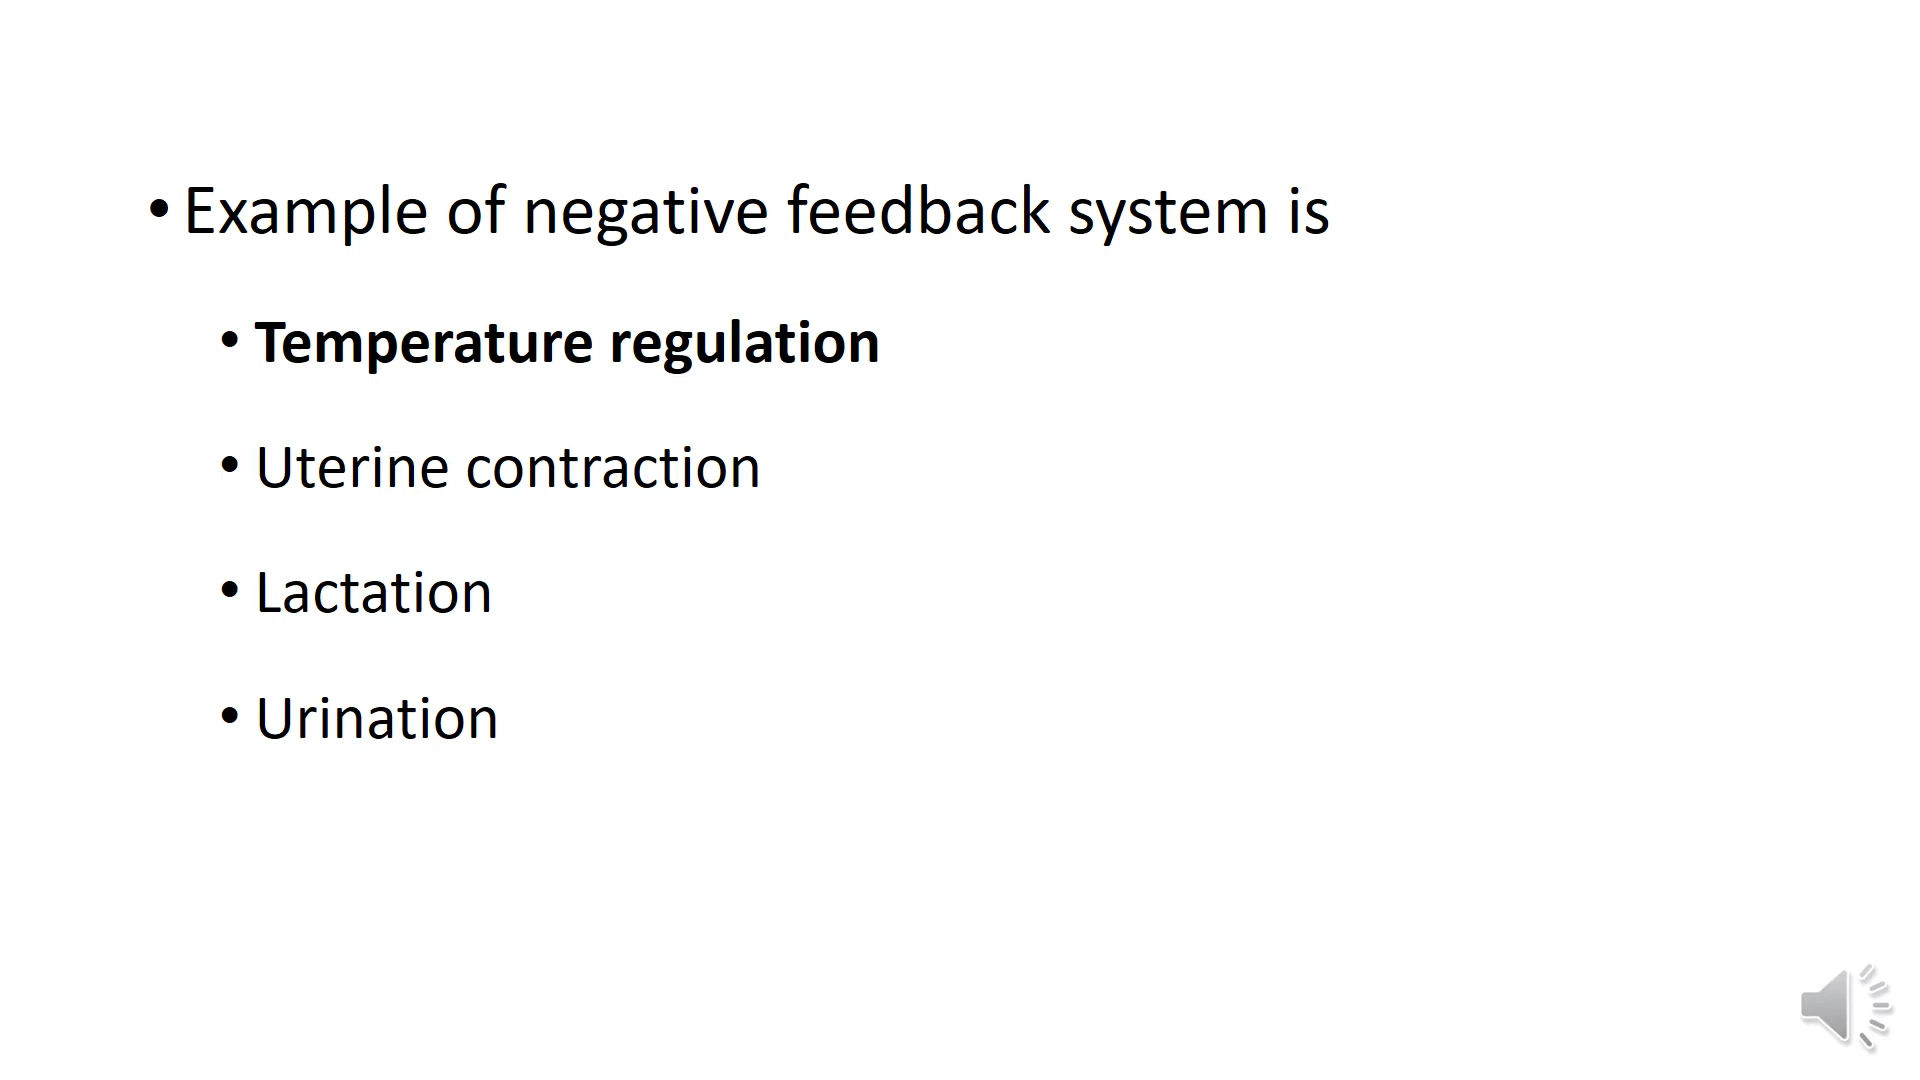 • Example of negative feedback system is
• Temperature regulation
• Uterine contraction
• Lactation
• Urination